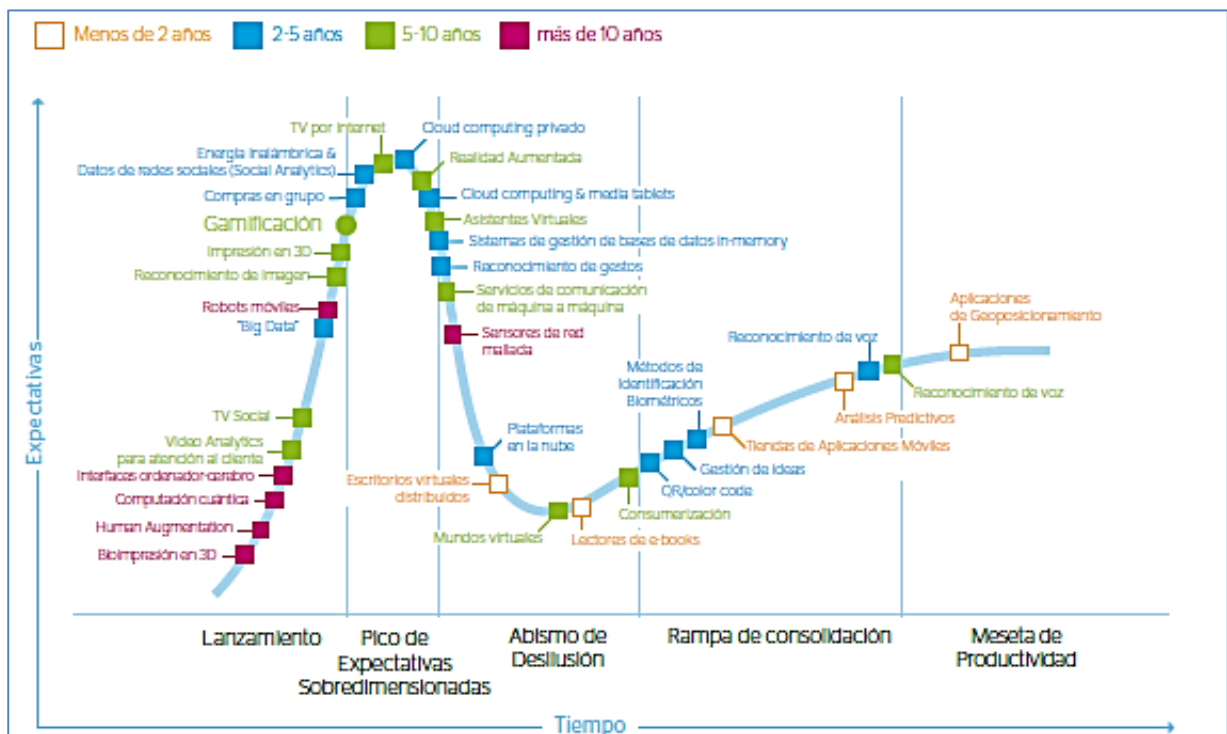 Menos de 2 años
2-5 años
5-10 años
más de 10 años
Expectativas
TV por Internet
Energía Inalámbrica &
Datos de redes sociales (Social Analytics)
Compras en grupo
Gamificación
Impresión en 3D
Reconocimiento de Imagen
Robots móviles
"Big Data"
TV Social
Video Analytics
para atención al cliente
Interfaces ordenador-cerebro
Computación cuántica
Human Augmentation
Bioimpresión en 3D
Cloud computing privado
Realidad Aumentada
Cloud computing & media tablets
Asistentes Virtuales
Sistemas de gestión de bases de datos in-memory
Reconocimiento de gestos
Servicios de comunicación
de máquina a máquina
Sensores de red
mallada
Plataformas
en la nube
Escritorios virtuales
distribuidos
Mundos virtuales
Lectores de e-books
Consumerización
QR/color code
Gestión de ideas
Métodos de
Identificación
Biométricos
Tiendas de Aplicaciones Móviles
Análisis Predictivos
Reconocimiento de voz
Reconocimiento de voz
Aplicaciones
de Geoposicionamiento
Lanzamiento
Pico de
Expectativas
Sobredimensionadas
Abismo de
Desilusión
Rampa de consolidación
Meseta de
Productividad
Tiempo